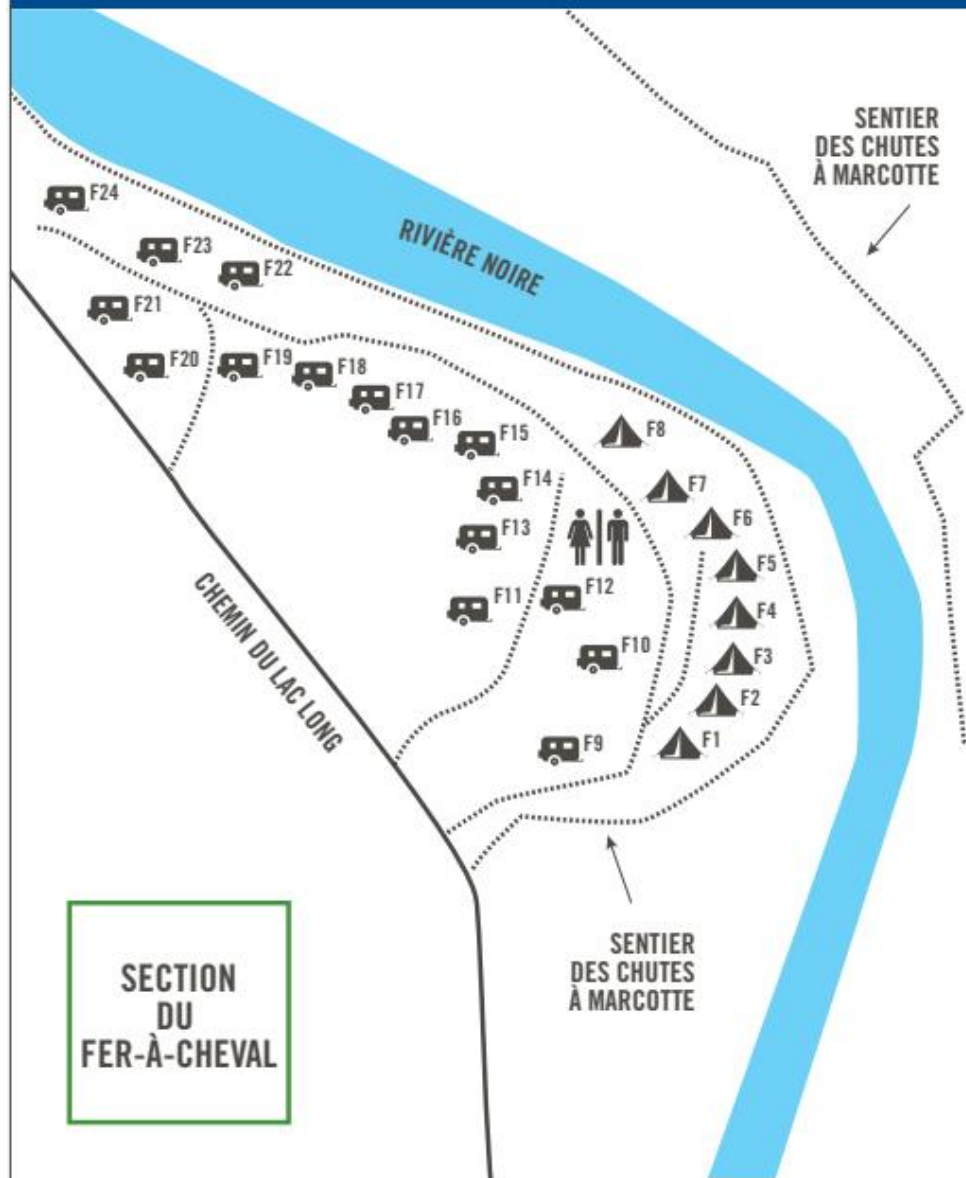 SENTIER
DES CHUTES
À MARCOTTE
F24
RIVIÈRE NOIRE
F23
F22
F21
F20
F19
F18
F17
F16
F15
F8
F14
F7
F13
F6
F5
F11
F12
F4
F10
F3
F2
F9
F1
CHEMIN DU LAC LONG
SECTION
DU
FER-À-CHEVAL
SENTIER
DES CHUTES
À MARCOTTE